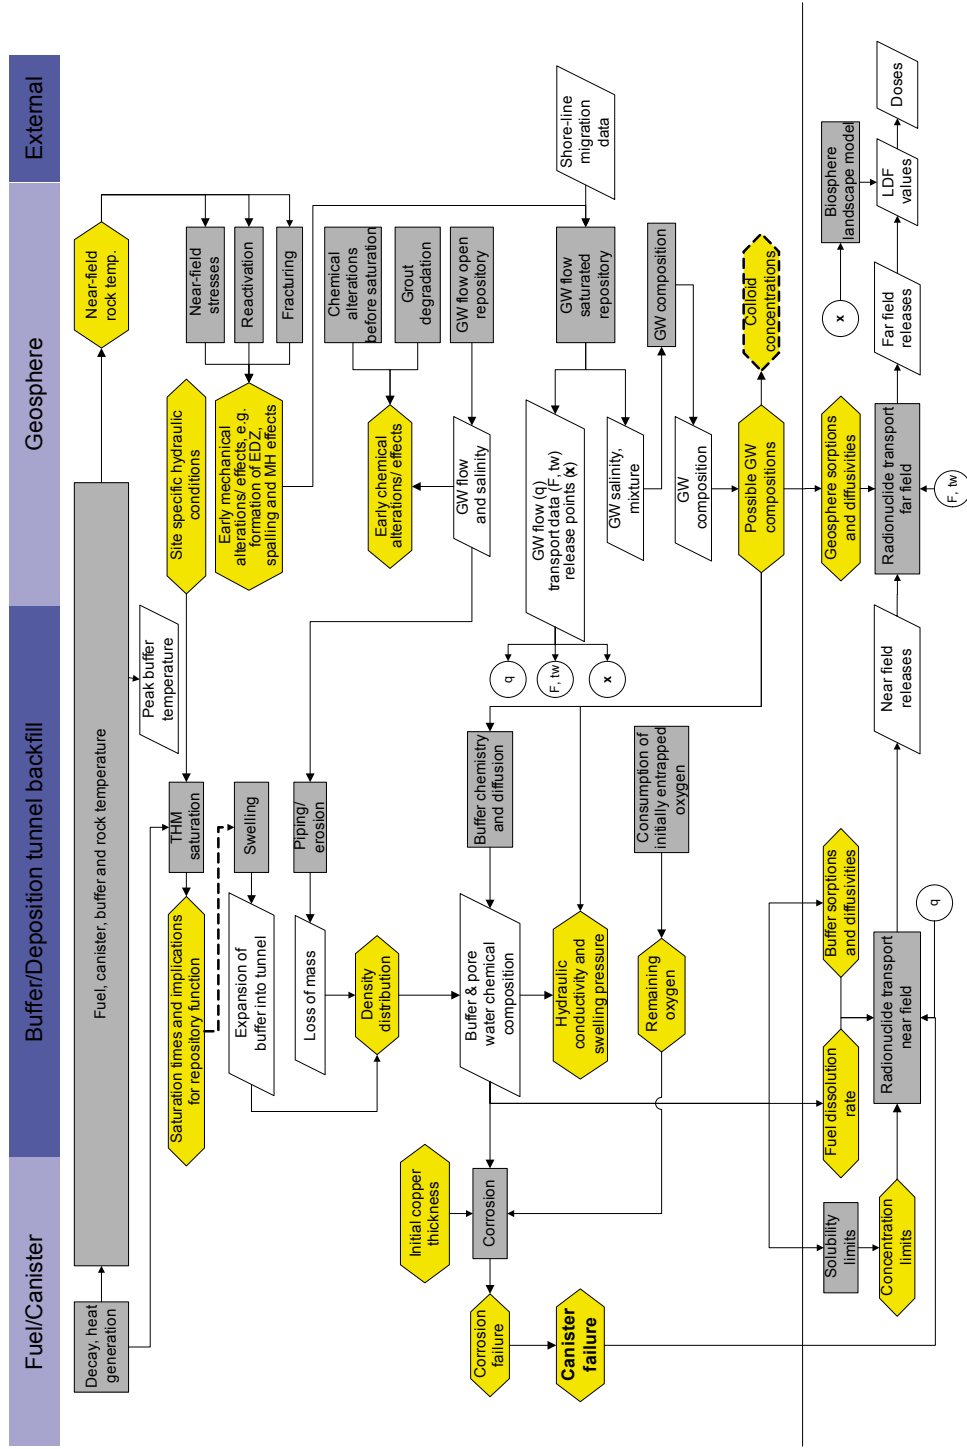 Fuel/Canister
Buffer/Deposition tunnel backfill
Geosphere
External
Decay, heat
generation
Fuel, canister, buffer and rock temperature
Near-field
rock temp.
Peak buffer
temperature
THM
saturation
Site specific hydraulic
conditions
Near-field
stresses
Reactivation
Fracturing
Saturation times and implications
for repository function
Swelling
Early mechanical
alterations/ effects, e.g.
formation of EDZ,
spalling and MH effects
Expansion of
buffer into tunnel
Piping/
erosion
Chemical
alterations
before saturation
Grout
degradation
GW flow open
repository
Loss of mass
Early chemical
alterations/ effect
Density
distribution
GW flow
and salinity
Shore-line
migration
data
Initial copper
thickness
Buffer & pore
water chemical
composition
Buffer chemistry
and diffusion
q
F, tw
x
GW flow (q)
transport data (F, tw)
release points (x)
GW flow
saturated
repository
Corrosion
Hydraulic
conductivity and
swelling pressure
GW salinity,
mixture
GW composition
Corrosion
failure
Remaining
oxygen
Consumption of
initially entrapped
oxygen
GW
composition
Canister
failure
Possible GW
compositions
Colloid
concentrations
Solubility
limits
Fuel dissolution
rate
Buffer sorptions
and diffusivities
Geosphere sorptions
and diffusivities
x
Biosphere
landscape model
Concentration
limits
Radionuclide transport
near field
Near field
releases
Radionuclide transport
far field
Far field
releases
LDF
values
Doses
q
F, tw